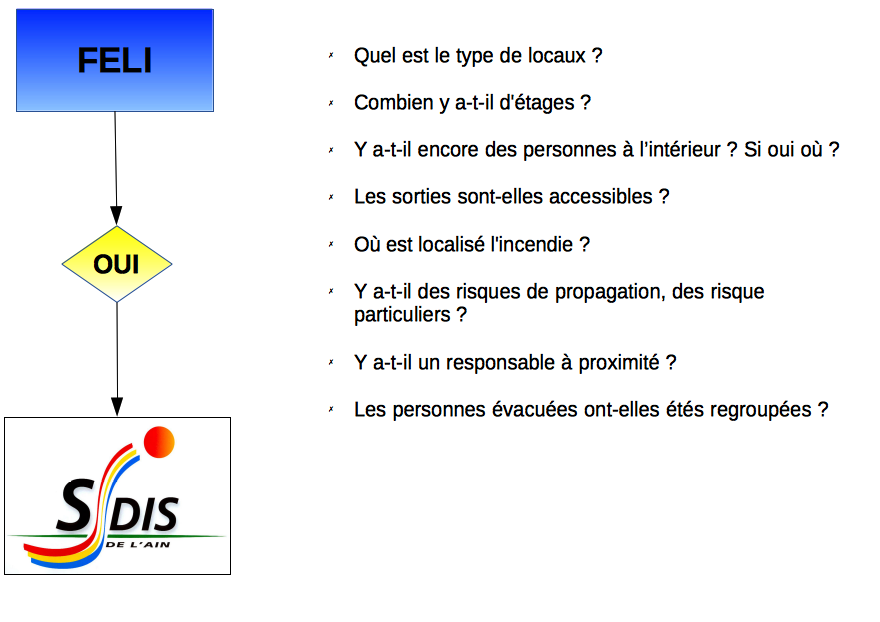 FELI
OUI
SDIS
DE L'AIN
✗ Quel est le type de locaux ?
✗ Combien y a-t-il d'étages ?
✗ Y a-t-il encore des personnes à l’intérieur ? Si oui où ?
✗ Les sorties sont-elles accessibles ?
✗ Où est localisé l'incendie ?
✗ Y a-t-il des risques de propagation, des risque
particuliers ?
✗ Y a-t-il un responsable à proximité ?
✗ Les personnes évacuées ont-elles étés regroupées ?